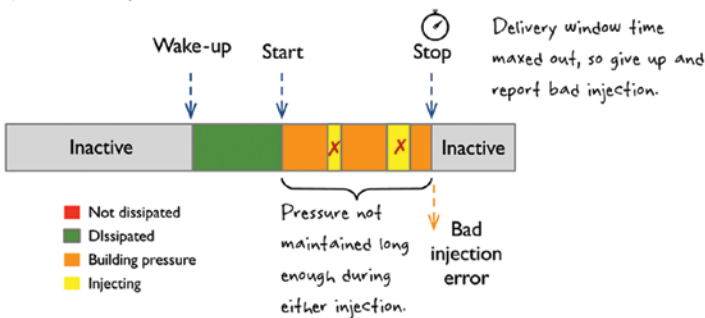 Delivery window time
maxed out, so give up and
report bad injection.
Wake-up
Start
Stop
Inactive
✗
✗
Inactive
Not dissipated
DIssipated
Building pressure
Injecting
Pressure not
maintained long
enough during
either injection.
Bad
injection
error